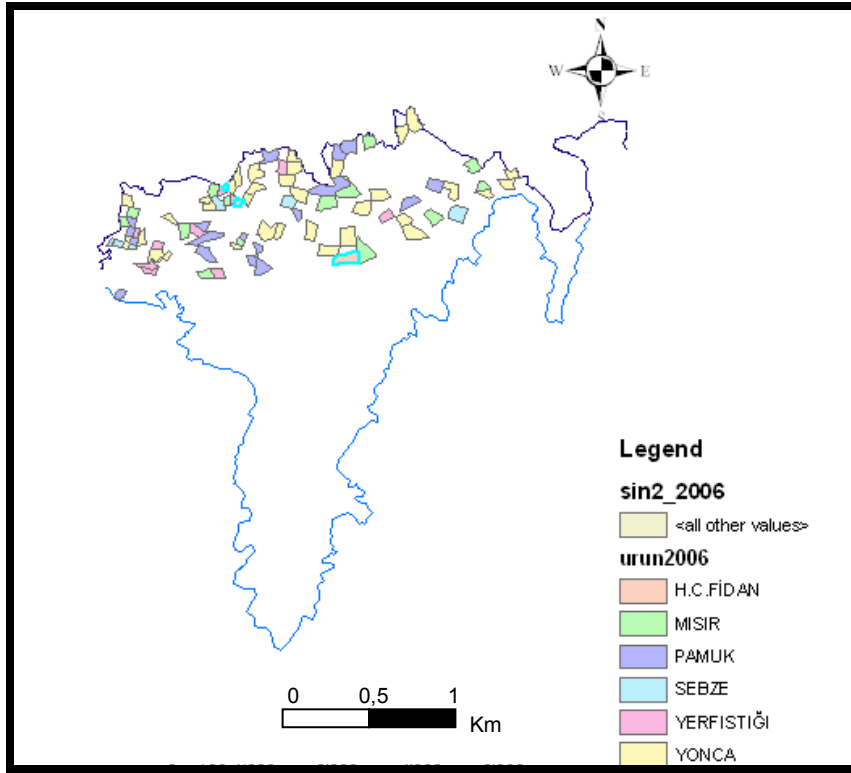 N
W E
S
Legend
sin2_2006
<all other values>
urun2006
H.C.FİDAN
MISIR
PAMUK
SEBZE
YERFISTIĞI
YONCA
0 0,5 1
Km